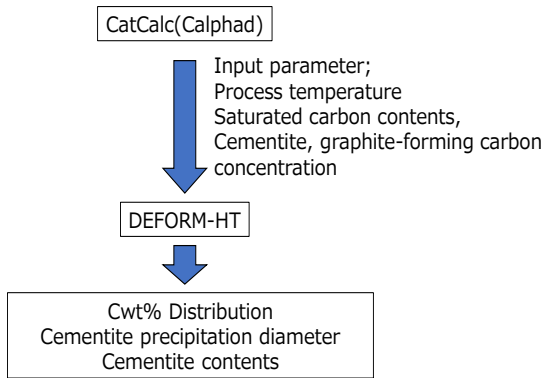 CatCalc(Calphad)
Input parameter;
Process temperature
Saturated carbon contents,
Cementite, graphite-forming carbon
concentration
DEFORM-HT
Cwt% Distribution
Cementite precipitation diameter
Cementite contents